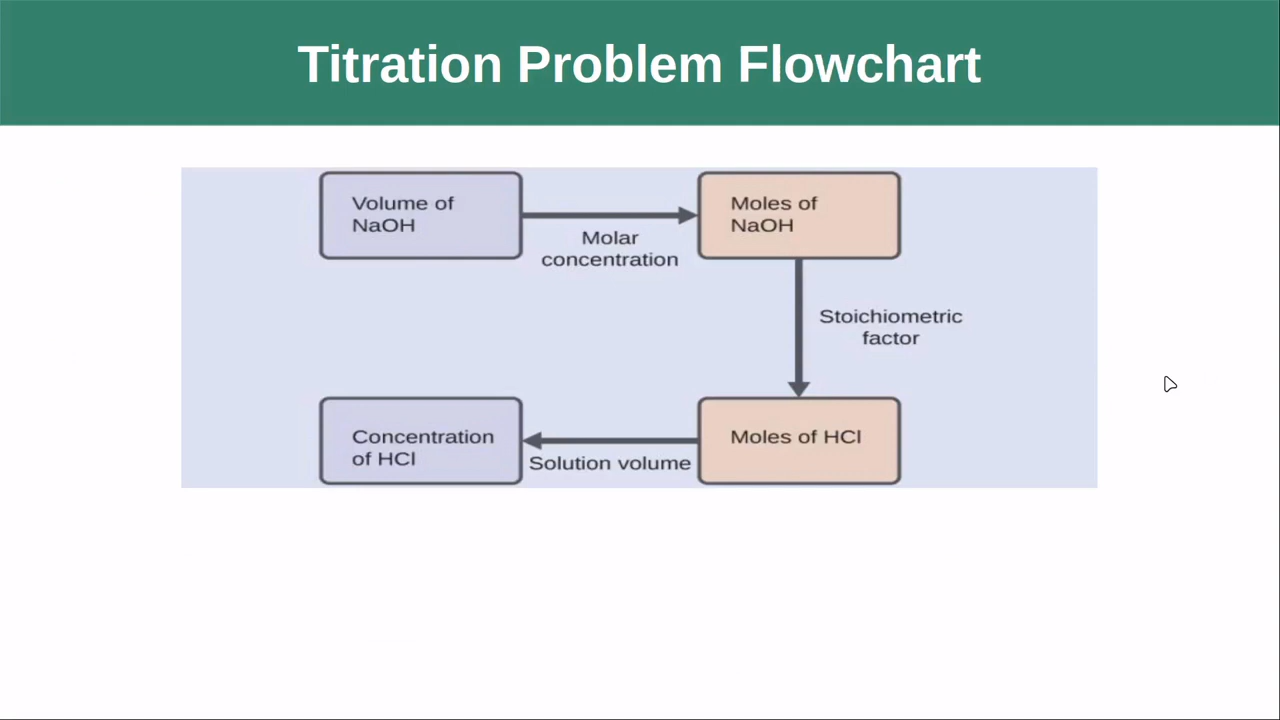 Titration Problem Flowchart
Volume of
NaOH
Molar
concentration
Moles of
NaOH
Stoichiometric
factor
Moles of HCl
Solution volume
Concentration
of HCl